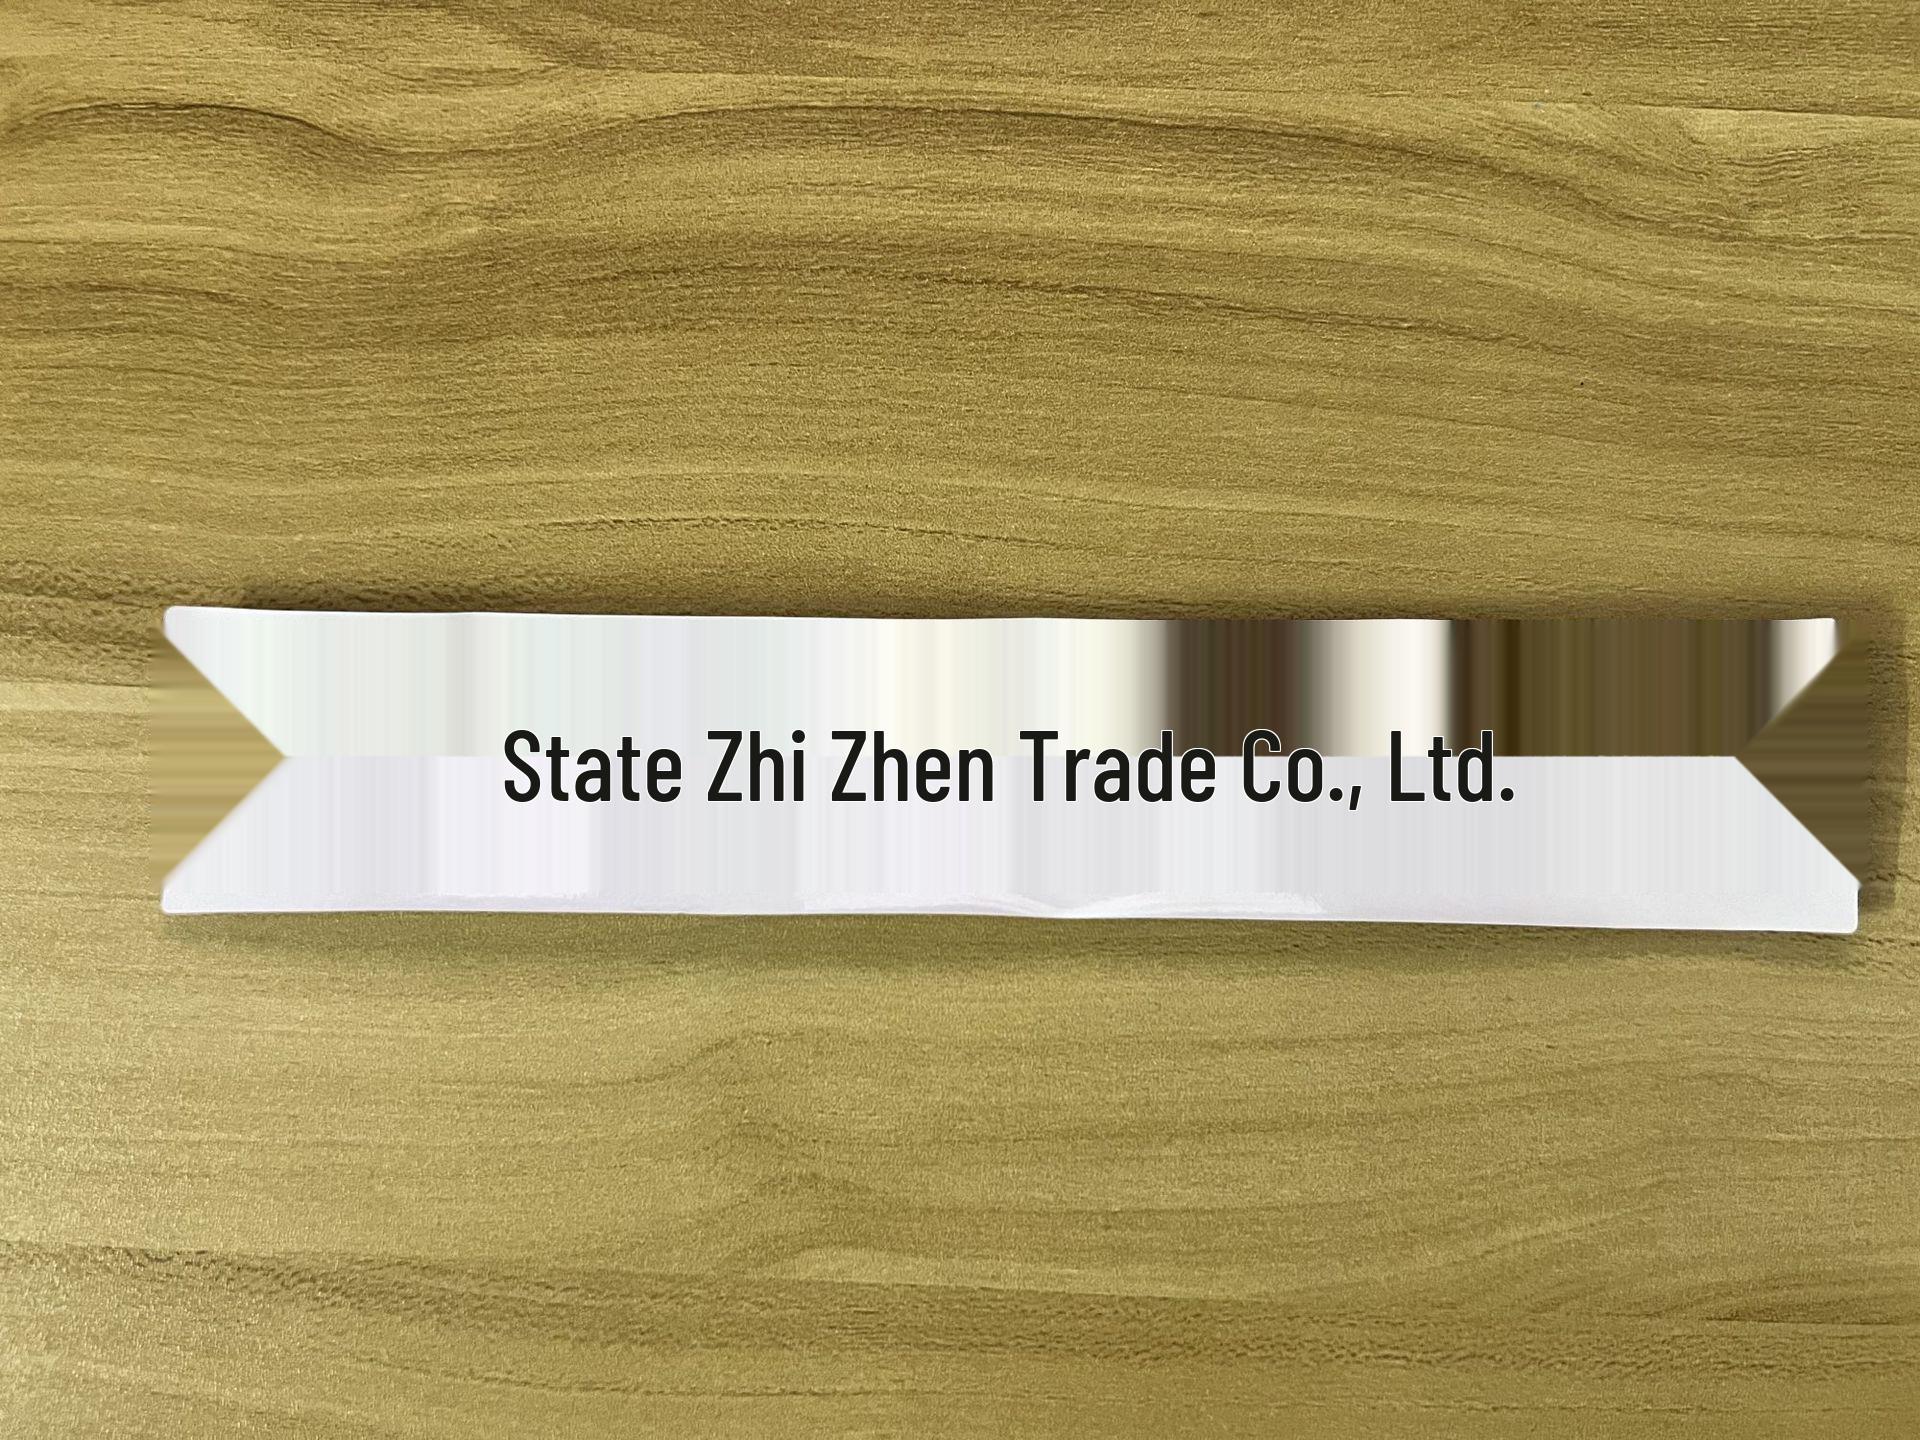 State Zhi Zhen Trade Co., Ltd.